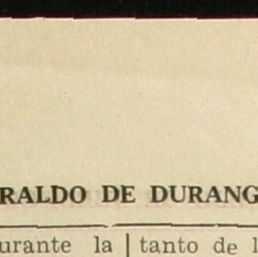 RALDO DE DURANG
urante la | tanto de l